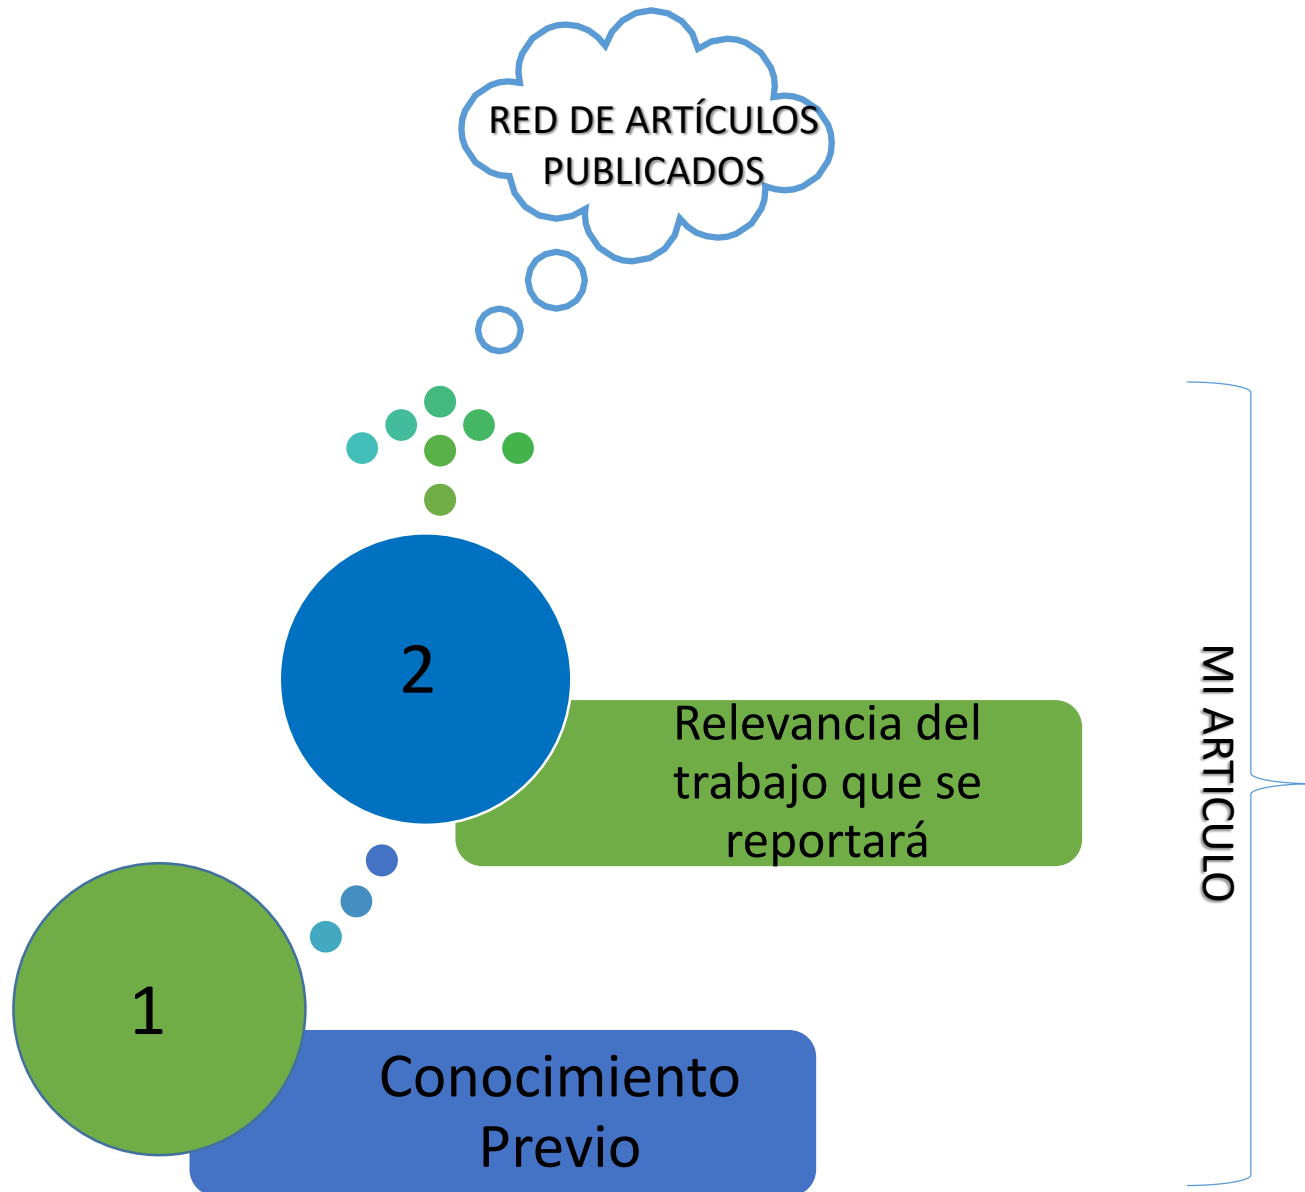 RED DE ARTÍCULOS
PUBLICADOS
2
Relevancia del
trabajo que se
reportará
MI ARTICULO
1
Conocimiento
Previo